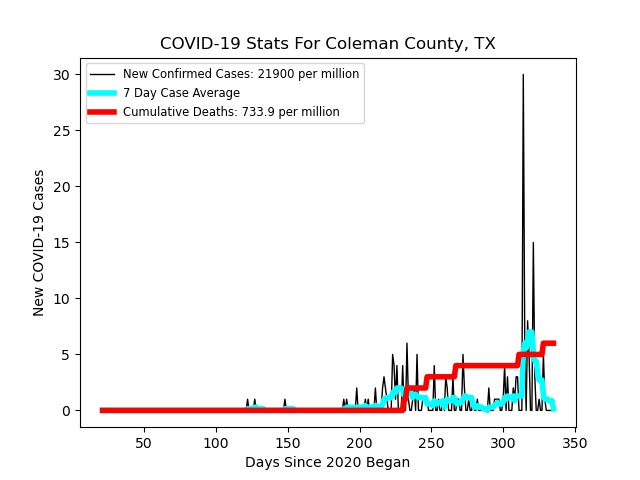 COVID-19 Stats For Coleman County, TX
New Confirmed Cases: 21900 per million
7 Day Case Average
Cumulative Deaths: 733.9 per million
New COVID-19 Cases
30
25
20
15
10
5
0
50
100
150
200
250
300
350
Days Since 2020 Began